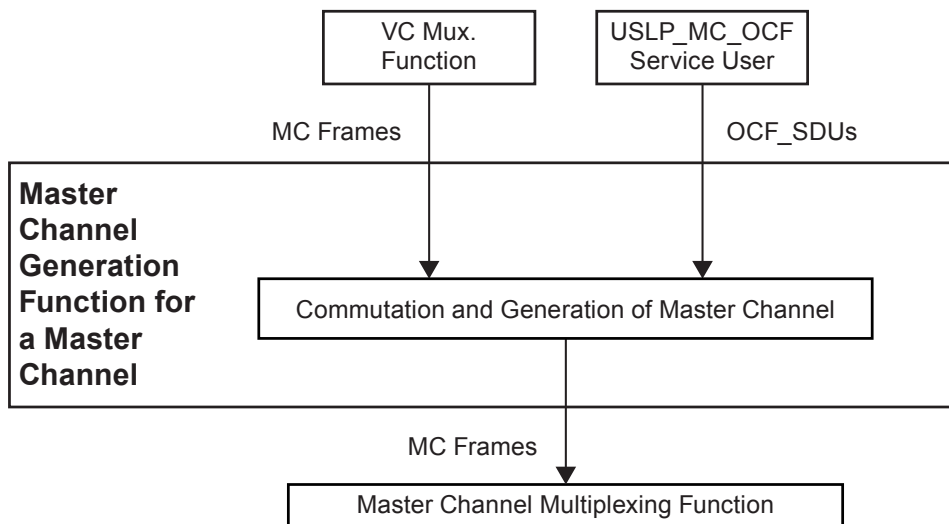 VC Mux.
Function
USLP_MC_OCF
Service User
MC Frames
OCF_SDUs
Master
Channel
Generation
Function for
a Master
Channel
Commutation and Generation of Master Channel
MC Frames
Master Channel Multiplexing Function